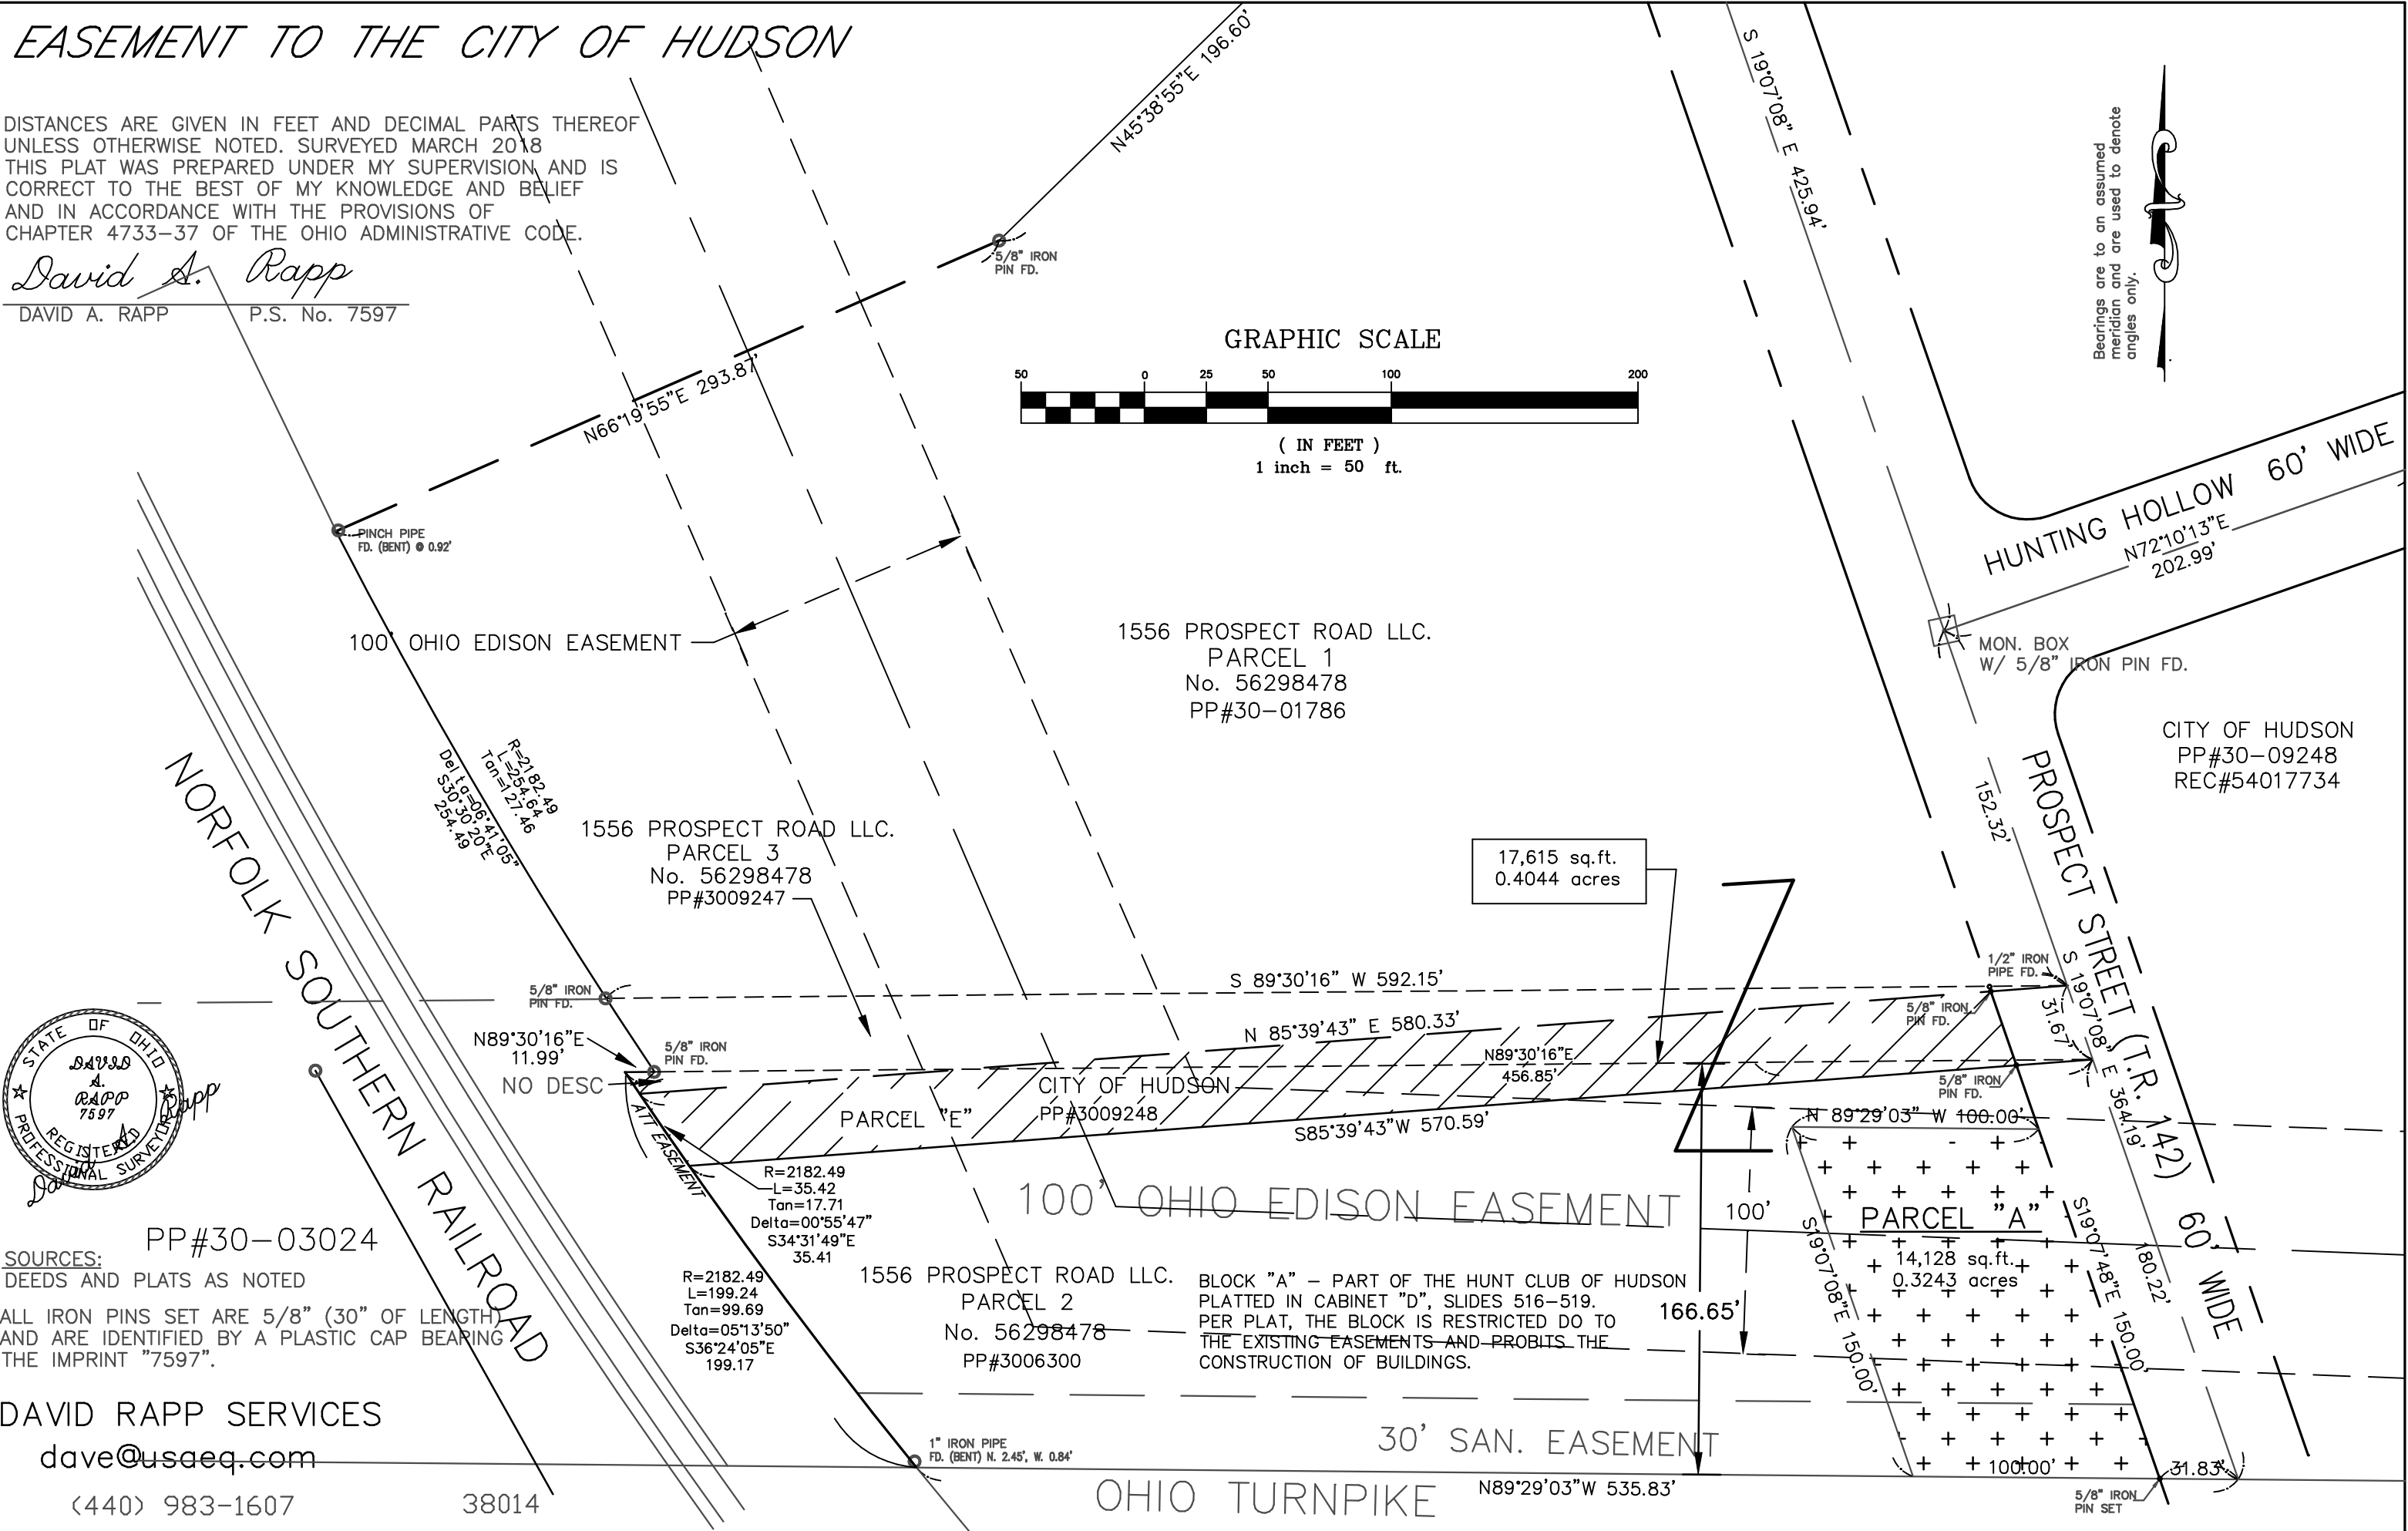 EASEMENT TO THE CITY OF HUDSON
DISTANCES ARE GIVEN IN FEET AND DECIMAL PARTS THEREOF
UNLESS OTHERWISE NOTED. SURVEYED MARCH 2018
THIS PLAT WAS PREPARED UNDER MY SUPERVISION AND IS
CORRECT TO THE BEST OF MY KNOWLEDGE AND BELIEF
AND IN ACCORDANCE WITH THE PROVISIONS OF
CHAPTER 4733-37 OF THE OHIO ADMINISTRATIVE CODE.
David A. Rapp
DAVID A. RAPP P.S. No. 7597
N45°38'55"E 196.60'
5/8" IRON
PIN FD.
N66°19'55"E 293.87'
PINCH PIPE
FD. (BENT) @ 0.92'
GRAPHIC SCALE
50 0 25 50 100 200
( IN FEET )
1 inch = 50 ft.
S 19°07'08" E 425.94'
Bearings are to an assumed
meridian and are used to denote
angles only.
HUNTING HOLLOW 60' WIDE
N72°10'13"E
202.99'
MON. BOX
W/ 5/8" IRON PIN FD.
100' OHIO EDISON EASEMENT
1556 PROSPECT ROAD LLC.
PARCEL 1
No. 56298478
PP#30-01786
CITY OF HUDSON
PP#30-09248
REC#54017734
R=2182.49
L=254.64
Tan=127.46
Delta=06°41'05"
S30°30'20"E
254.49
1556 PROSPECT ROAD LLC.
PARCEL 3
No. 56298478
PP#3009247
17,615 sq.ft.
0.4044 acres
152.32'
PROSPECT STREET (T.R. 142) 60' WIDE
NORFOLK SOUTHERN RAILROAD
5/8" IRON
PIN FD.
S 89°30'16" W 592.15'
1/2" IRON
PIPE FD.
5/8" IRON
PIN FD.
S 19°07'08" E 364.19'
31.67'
N89°30'16"E
11.99'
5/8" IRON
PIN FD.
NO DESC
N 85°39'43" E 580.33'
N89°30'16"E
456.85'
5/8" IRON
PIN FD.
CITY OF HUDSON
PP#3009248
PARCEL "E"
ATT EASEMENT
S85°39'43"W 570.59'
N 89°29'03" W 100.00'
STATE OF OHIO
DAVID
A.
RAPP
7597
REGISTERED
PROFESSIONAL SURVEYOR
David A. Rapp
R=2182.49
L=35.42
Tan=17.71
Delta=00°55'47"
S34°31'49"E
35.41
100' OHIO EDISON EASEMENT
100'
PARCEL "A"
14,128 sq.ft.
0.3243 acres
S19°07'08"E 150.00'
S19°07'48"E 150.00'
180.22'
PP#30-03024
SOURCES:
DEEDS AND PLATS AS NOTED
ALL IRON PINS SET ARE 5/8" (30" OF LENGTH)
AND ARE IDENTIFIED BY A PLASTIC CAP BEARING
THE IMPRINT "7597".
R=2182.49
L=199.24
Tan=99.69
Delta=05°13'50"
S36°24'05"E
199.17
1556 PROSPECT ROAD LLC.
PARCEL 2
No. 56298478
PP#3006300
BLOCK "A" – PART OF THE HUNT CLUB OF HUDSON
PLATTED IN CABINET "D", SLIDES 516-519.
PER PLAT, THE BLOCK IS RESTRICTED DO TO
THE EXISTING EASEMENTS AND PROBITS THE
CONSTRUCTION OF BUILDINGS.
166.65'
DAVID RAPP SERVICES
dave@usaeq.com
(440) 983-1607
38014
1" IRON PIPE
FD. (BENT) N. 2.45', W. 0.84'
30' SAN. EASEMENT
OHIO TURNPIKE
N89°29'03"W 535.83'
100.00'
31.83'
5/8" IRON
PIN SET